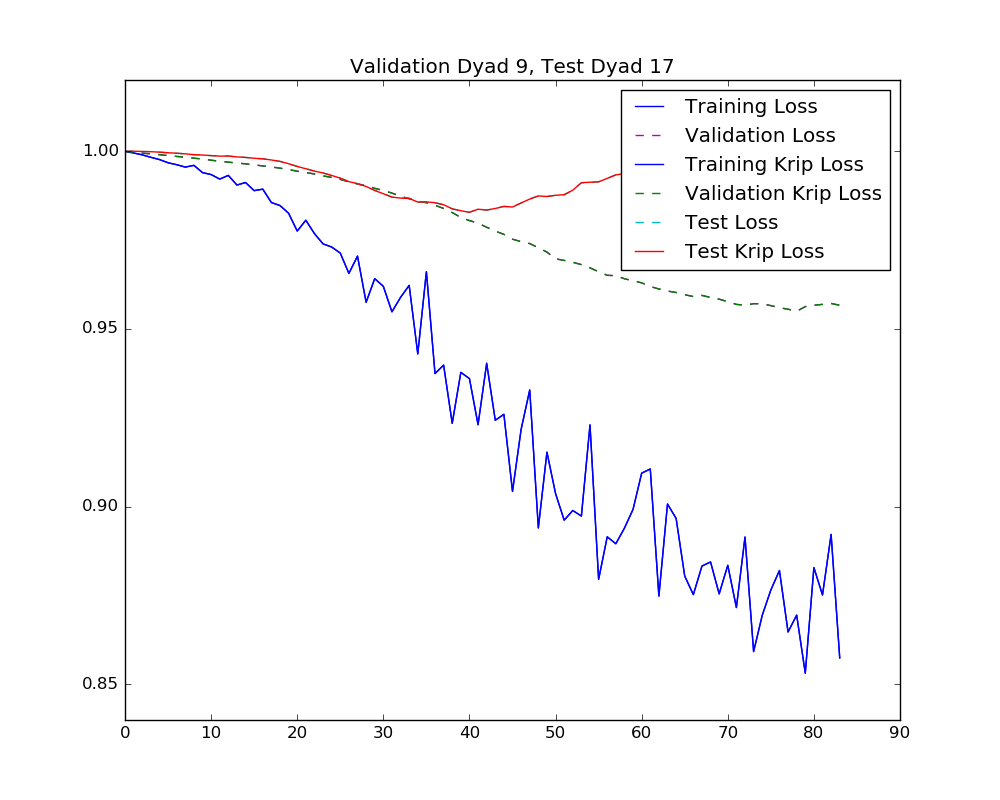 Validation Dyad 9, Test Dyad 17
Training Loss
Validation Loss
Training Krip Loss
Validation Krip Loss
Test Loss
Test Krip Loss
1.00
0.95
0.90
0.85
0 10 20 30 40 50 60 70 80 90